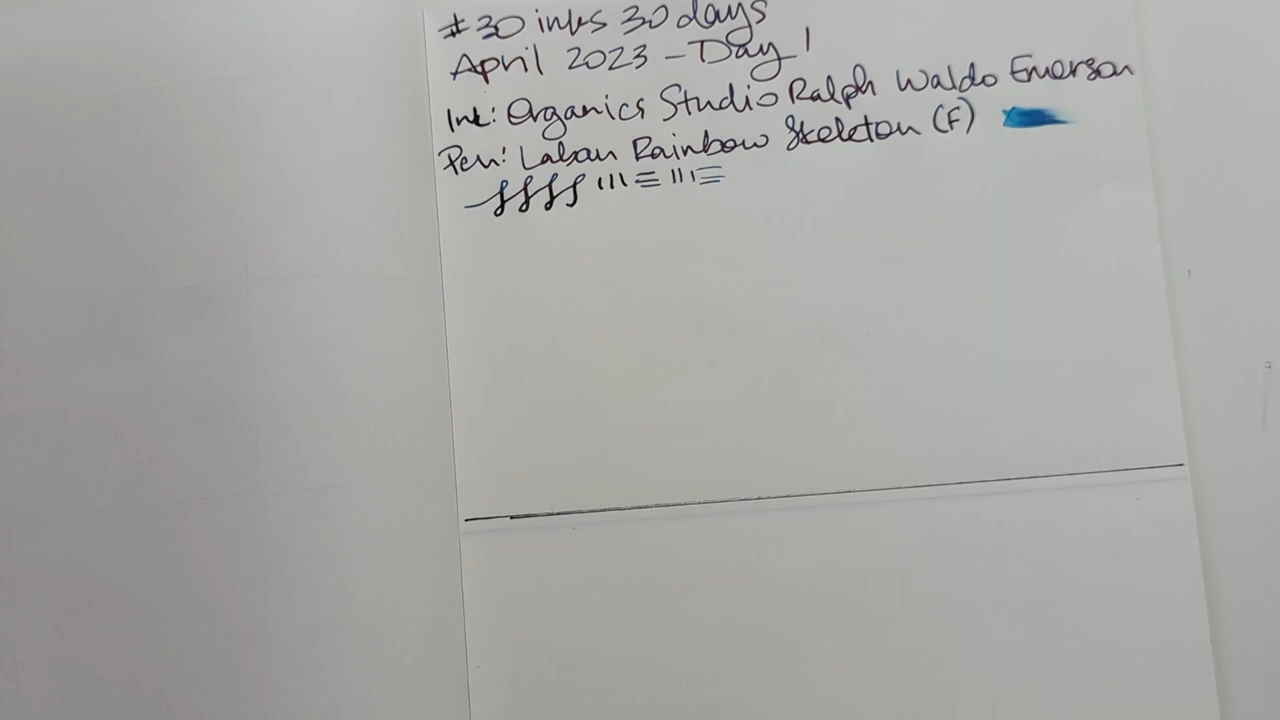 #30 inks 30 days
April 2023 - Day 1
Ink: Organics Studio Ralph Waldo Emerson
Pen: Laban Rainbow Skeleton (F)